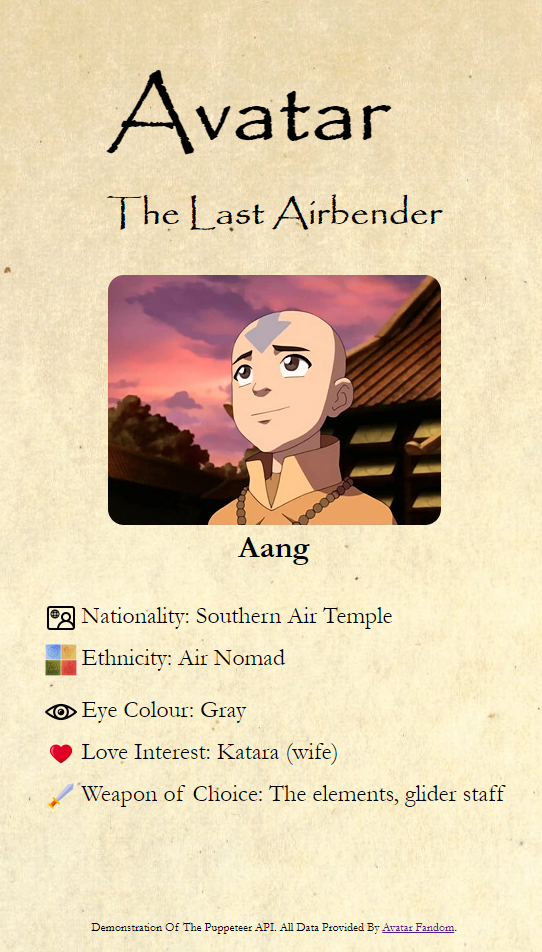 Avatar
The Last Airbender
Aang
Nationality: Southern Air Temple
Ethnicity: Air Nomad
Eye Colour: Gray
Love Interest: Katara (wife)
Weapon of Choice: The elements, glider staff
Demonstration Of The Puppeteer API. All Data Provided By Avatar Fandom.